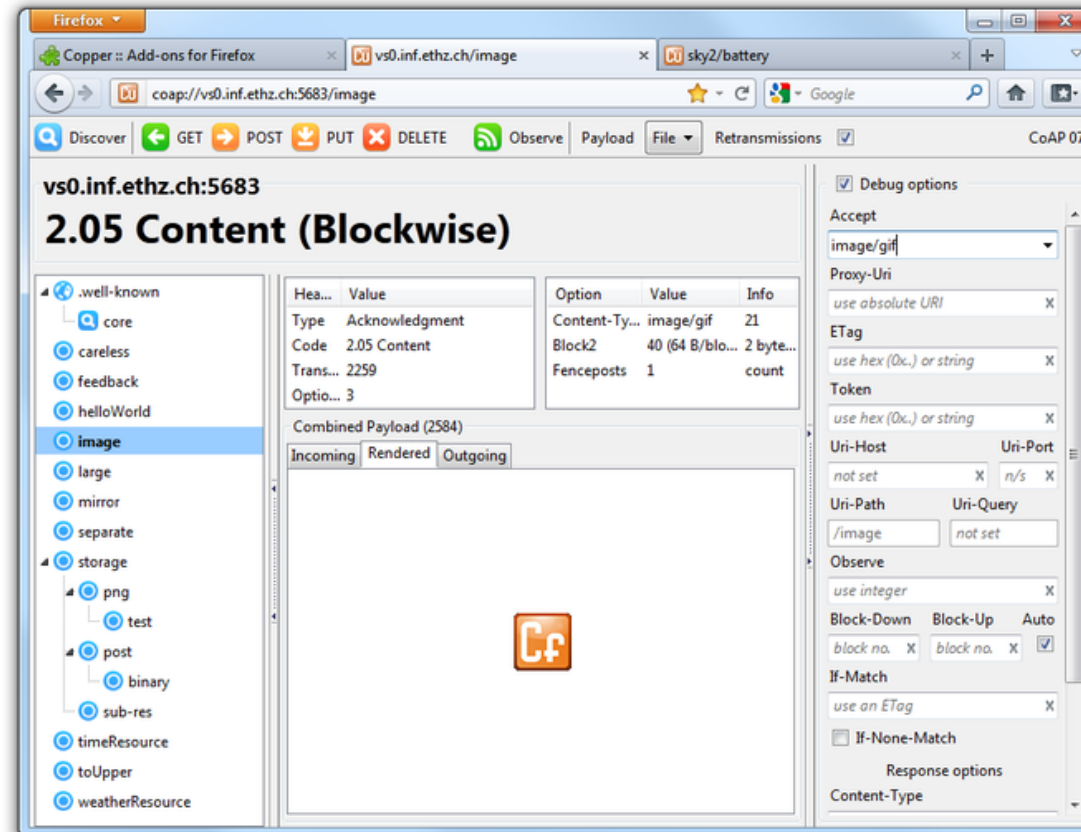 Firefox
Copper :: Add-ons for Firefox
vs0.inf.ethz.ch/image
sky2/battery
coap://vs0.inf.ethz.ch:5683/image
Google
Discover GET POST PUT DELETE Observe Payload File Retransmissions CoAP 07
vs0.inf.ethz.ch:5683
2.05 Content (Blockwise)
.well-known
core
careless
feedback
helloWorld
image
large
mirror
separate
storage
png
test
post
binary
sub-res
timeResource
toUpper
weatherResource
Hea... Value
Type Acknowledgment
Code 2.05 Content
Trans... 2259
Optio... 3
Option Value Info
Content-Ty... image/gif 21
Block2 40 (64 B/blo... 2 byte...
Fenceposts 1 count
Combined Payload (2584)
Incoming Rendered Outgoing
Cf
Debug options
Accept
image/gif
Proxy-Uri
use absolute URI
ETag
use hex (0x..) or string
Token
use hex (0x..) or string
Uri-Host Uri-Port
not set n/s
Uri-Path Uri-Query
/image not set
Observe
use integer
Block-Down Block-Up Auto
block no. block no.
If-Match
use an ETag
If-None-Match
Response options
Content-Type